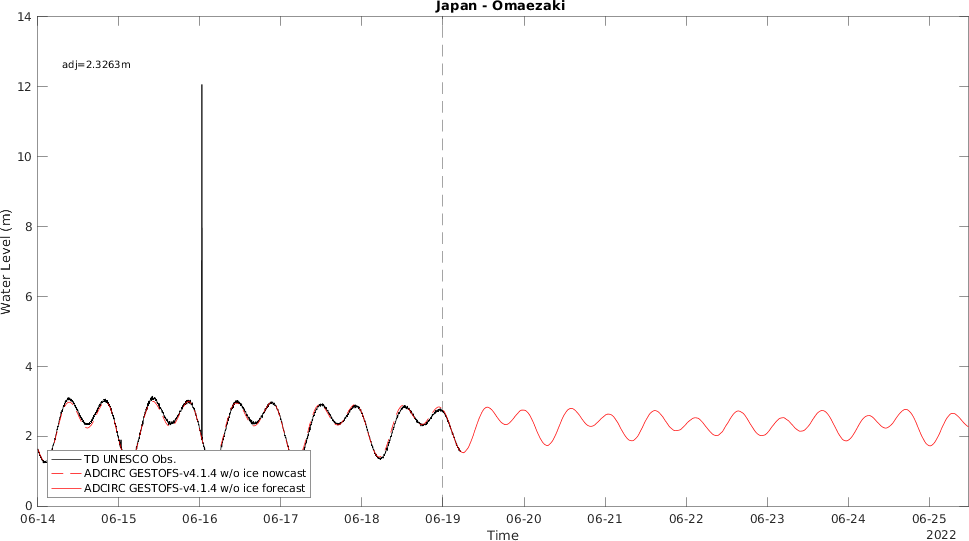 Japan - Omaezaki
14
adj=2.3263m
12
10
8
6
4
2
0
Water Level (m)
TD UNESCO Obs.
ADCIRC GESTOFS-v4.1.4 w/o ice nowcast
ADCIRC GESTOFS-v4.1.4 w/o ice forecast
06-14 06-15 06-16 06-17 06-18 06-19 06-20 06-21 06-22 06-23 06-24 06-25
Time
2022